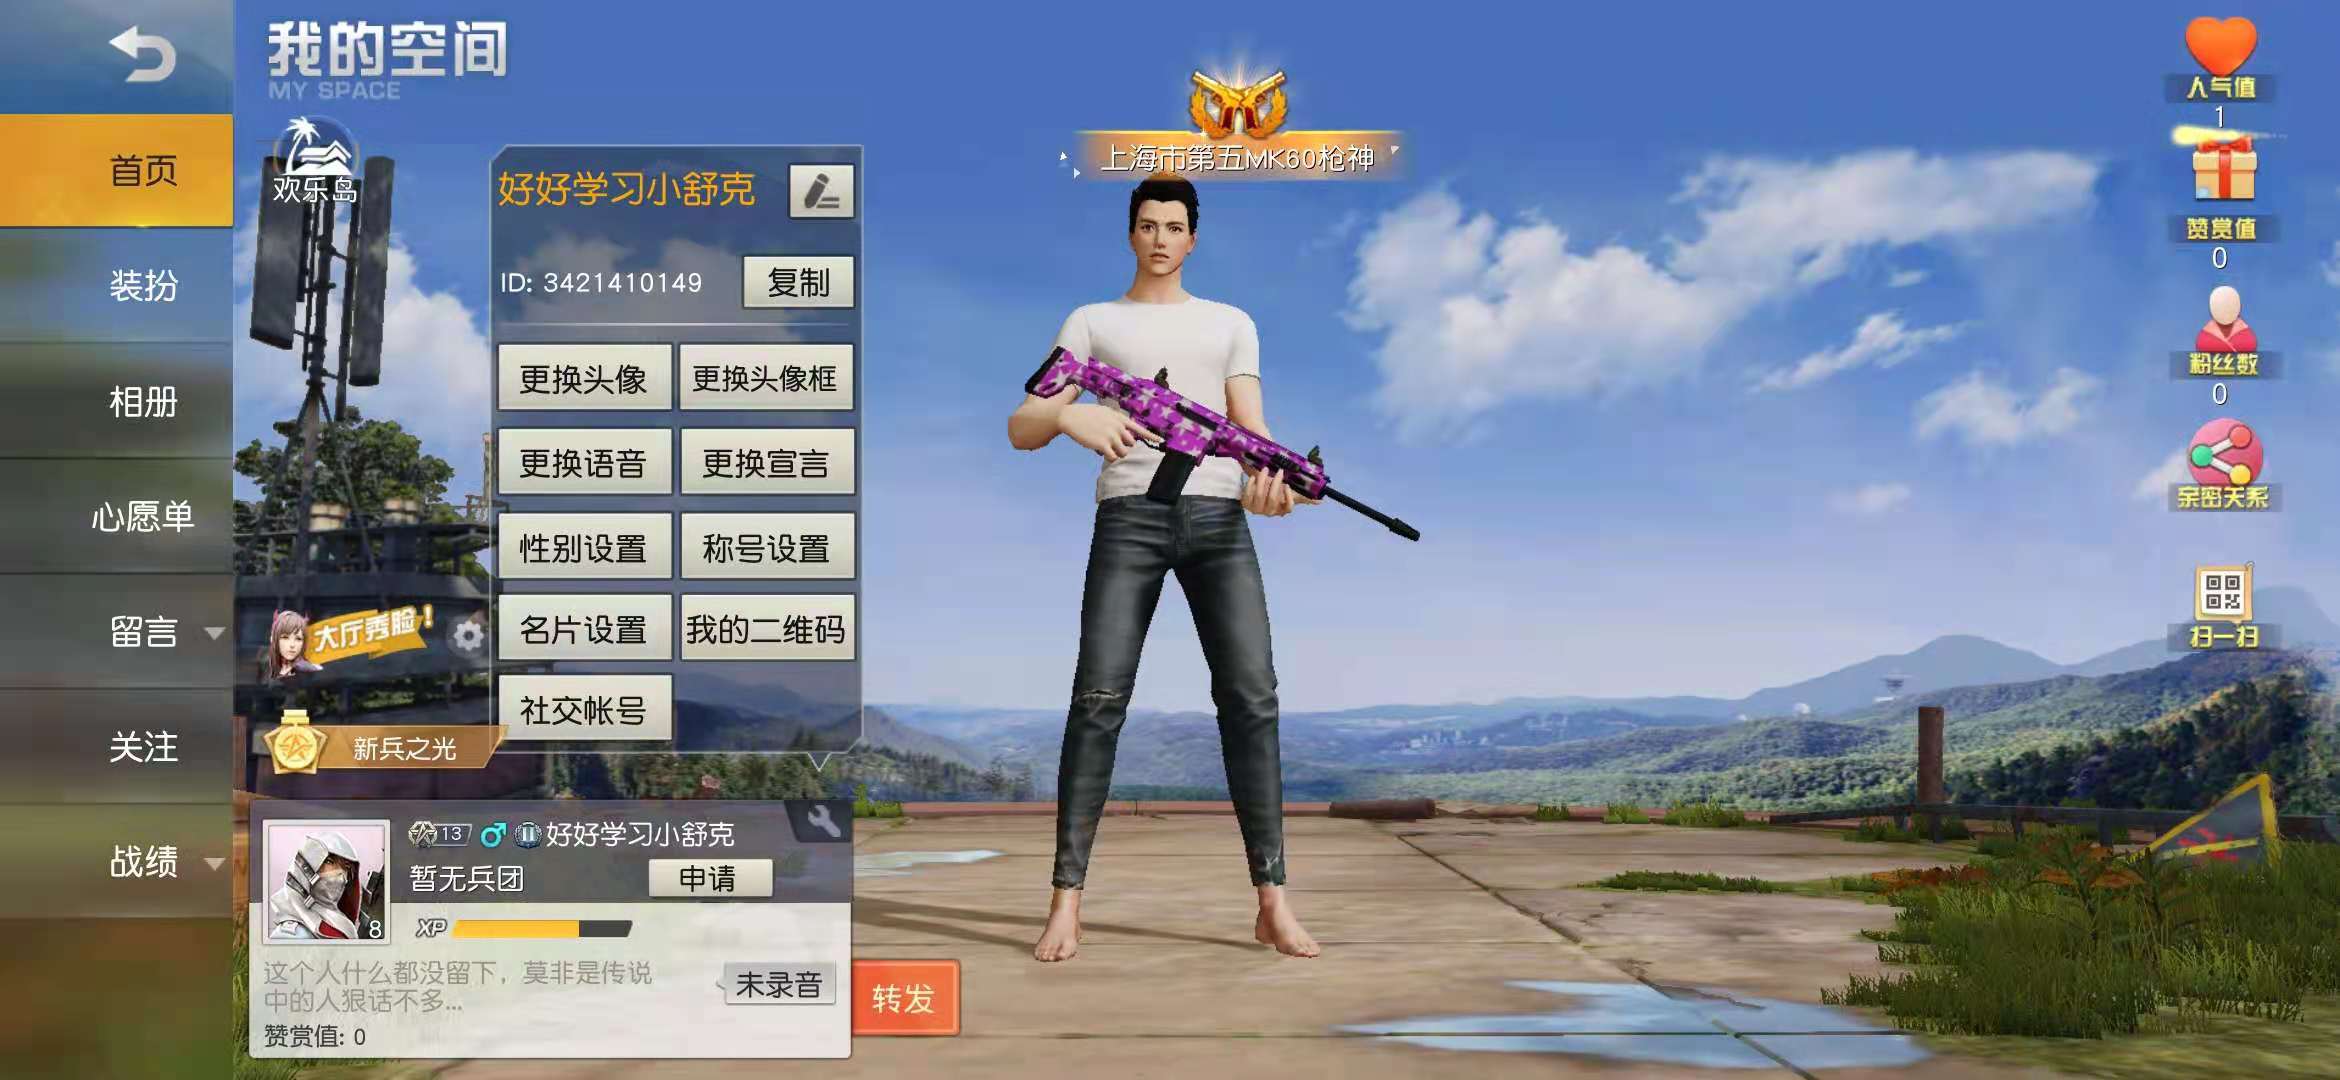 我的空间
MY SPACE
首页
装扮
相册
心愿单
留言
关注
战绩
欢乐岛
大厅秀脸!
新兵之光
好好学习小舒克
ID: 3421410149
复制
更换头像
更换头像框
更换语音
更换宣言
性别设置
称号设置
名片设置
我的二维码
社交帐号
13
好好学习小舒克
暂无兵团
申请
8
XP
这个人什么都没留下，莫非是传说
中的人狠话不多...
未录音
赞赏值: 0
转发
上海市第五MK60枪神
人气值
1
赞赏值
0
粉丝数
0
亲密关系
扫一扫